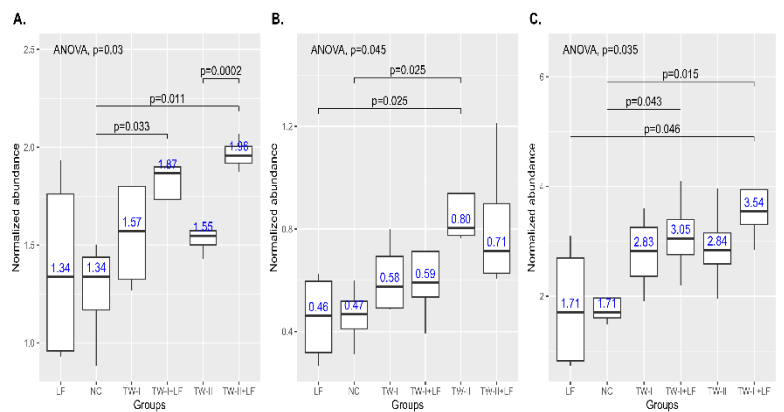 A.
ANOVA, p=0.03
p=0.0002
p=0.011
p=0.033
1.34
1.34
1.57
1.87
1.55
1.96
2.5
2.0
1.5
1.0
Normalized abundance
LF NC TW-I TW-I+LF TW-II TW-II+LF
Groups
B.
ANOVA, p=0.045
p=0.025
p=0.025
0.46
0.47
0.58
0.59
0.80
0.71
1.2
0.8
0.4
Normalized abundance
LF NC TW-I TW-I+LF TW-II TW-II+LF
Groups
C.
ANOVA, p=0.035
p=0.015
p=0.043
p=0.046
1.71
1.71
2.83
3.05
2.84
3.54
6
4
2
Normalized abundance
LF NC TW-I TW-I+LF TW-II TW-II+LF
Groups